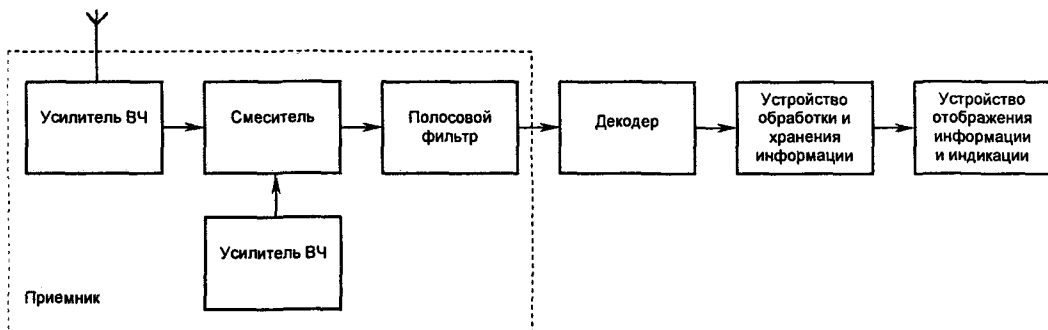 Усилитель ВЧ
Смеситель
Полосовой
фильтр
Декодер
Устройство
обработки и
хранения
информации
Устройство
отображения
информации
и индикации
Усилитель ВЧ
Приемник